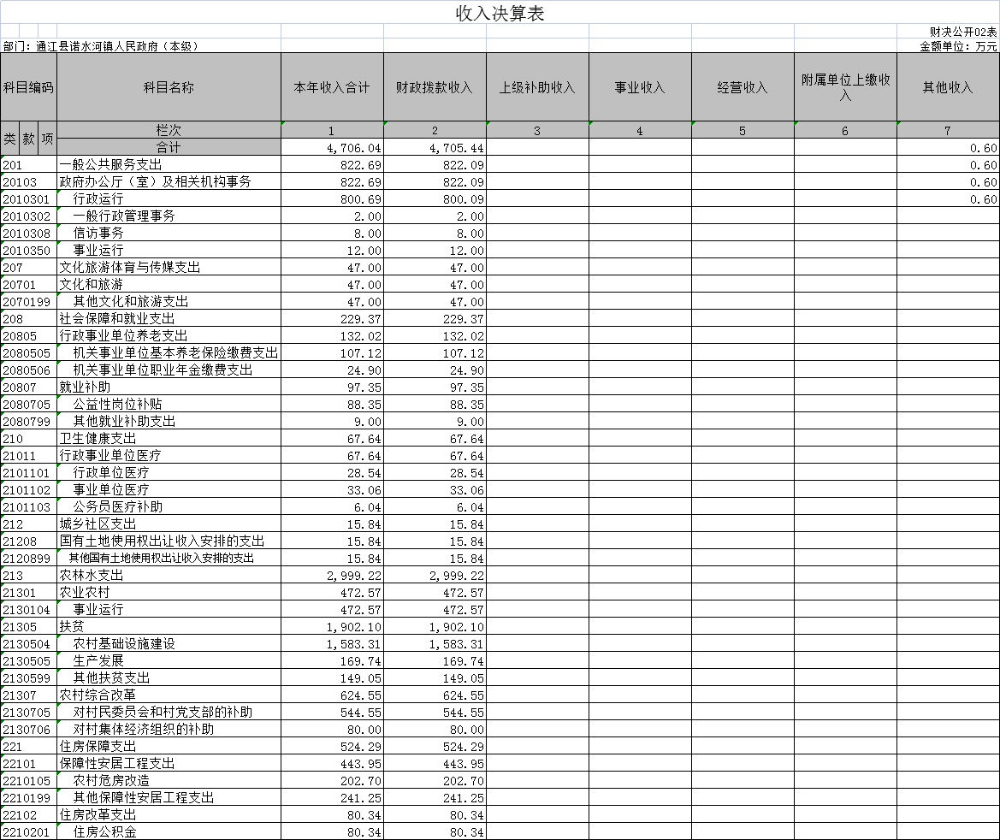 收入决算表
财决公开02表
部门：通江县诺水河镇人民政府（本级） 金额单位：万元
科目编码 科目名称 本年收入合计 财政拨款收入 上级补助收入 事业收入 经营收入 附属单位上缴收入 其他收入
类 款 项 栏次 1 2 3 4 5 6 7
合计 4,706.04 4,705.44 0.60
201 一般公共服务支出 822.69 822.09 0.60
20103 政府办公厅（室）及相关机构事务 822.69 822.09 0.60
2010301 行政运行 800.69 800.09 0.60
2010302 一般行政管理事务 2.00 2.00
2010308 信访事务 8.00 8.00
2010350 事业运行 12.00 12.00
207 文化旅游体育与传媒支出 47.00 47.00
20701 文化和旅游 47.00 47.00
2070199 其他文化和旅游支出 47.00 47.00
208 社会保障和就业支出 229.37 229.37
20805 行政事业单位养老支出 132.02 132.02
2080505 机关事业单位基本养老保险缴费支出 107.12 107.12
2080506 机关事业单位职业年金缴费支出 24.90 24.90
20807 就业补助 97.35 97.35
2080705 公益性岗位补贴 88.35 88.35
2080799 其他就业补助支出 9.00 9.00
210 卫生健康支出 67.64 67.64
21011 行政事业单位医疗 67.64 67.64
2101101 行政单位医疗 28.54 28.54
2101102 事业单位医疗 33.06 33.06
2101103 公务员医疗补助 6.04 6.04
212 城乡社区支出 15.84 15.84
21208 国有土地使用权出让收入安排的支出 15.84 15.84
2120899 其他国有土地使用权出让收入安排的支出 15.84 15.84
213 农林水支出 2,999.22 2,999.22
21301 农业农村 472.57 472.57
2130104 事业运行 472.57 472.57
21305 扶贫 1,902.10 1,902.10
2130504 农村基础设施建设 1,583.31 1,583.31
2130505 生产发展 169.74 169.74
2130599 其他扶贫支出 149.05 149.05
21307 农村综合改革 624.55 624.55
2130705 对村民委员会和村党支部的补助 544.55 544.55
2130706 对村集体经济组织的补助 80.00 80.00
221 住房保障支出 524.29 524.29
22101 保障性安居工程支出 443.95 443.95
2210105 农村危房改造 202.70 202.70
2210199 其他保障性安居工程支出 241.25 241.25
22102 住房改革支出 80.34 80.34
2210201 住房公积金 80.34 80.34